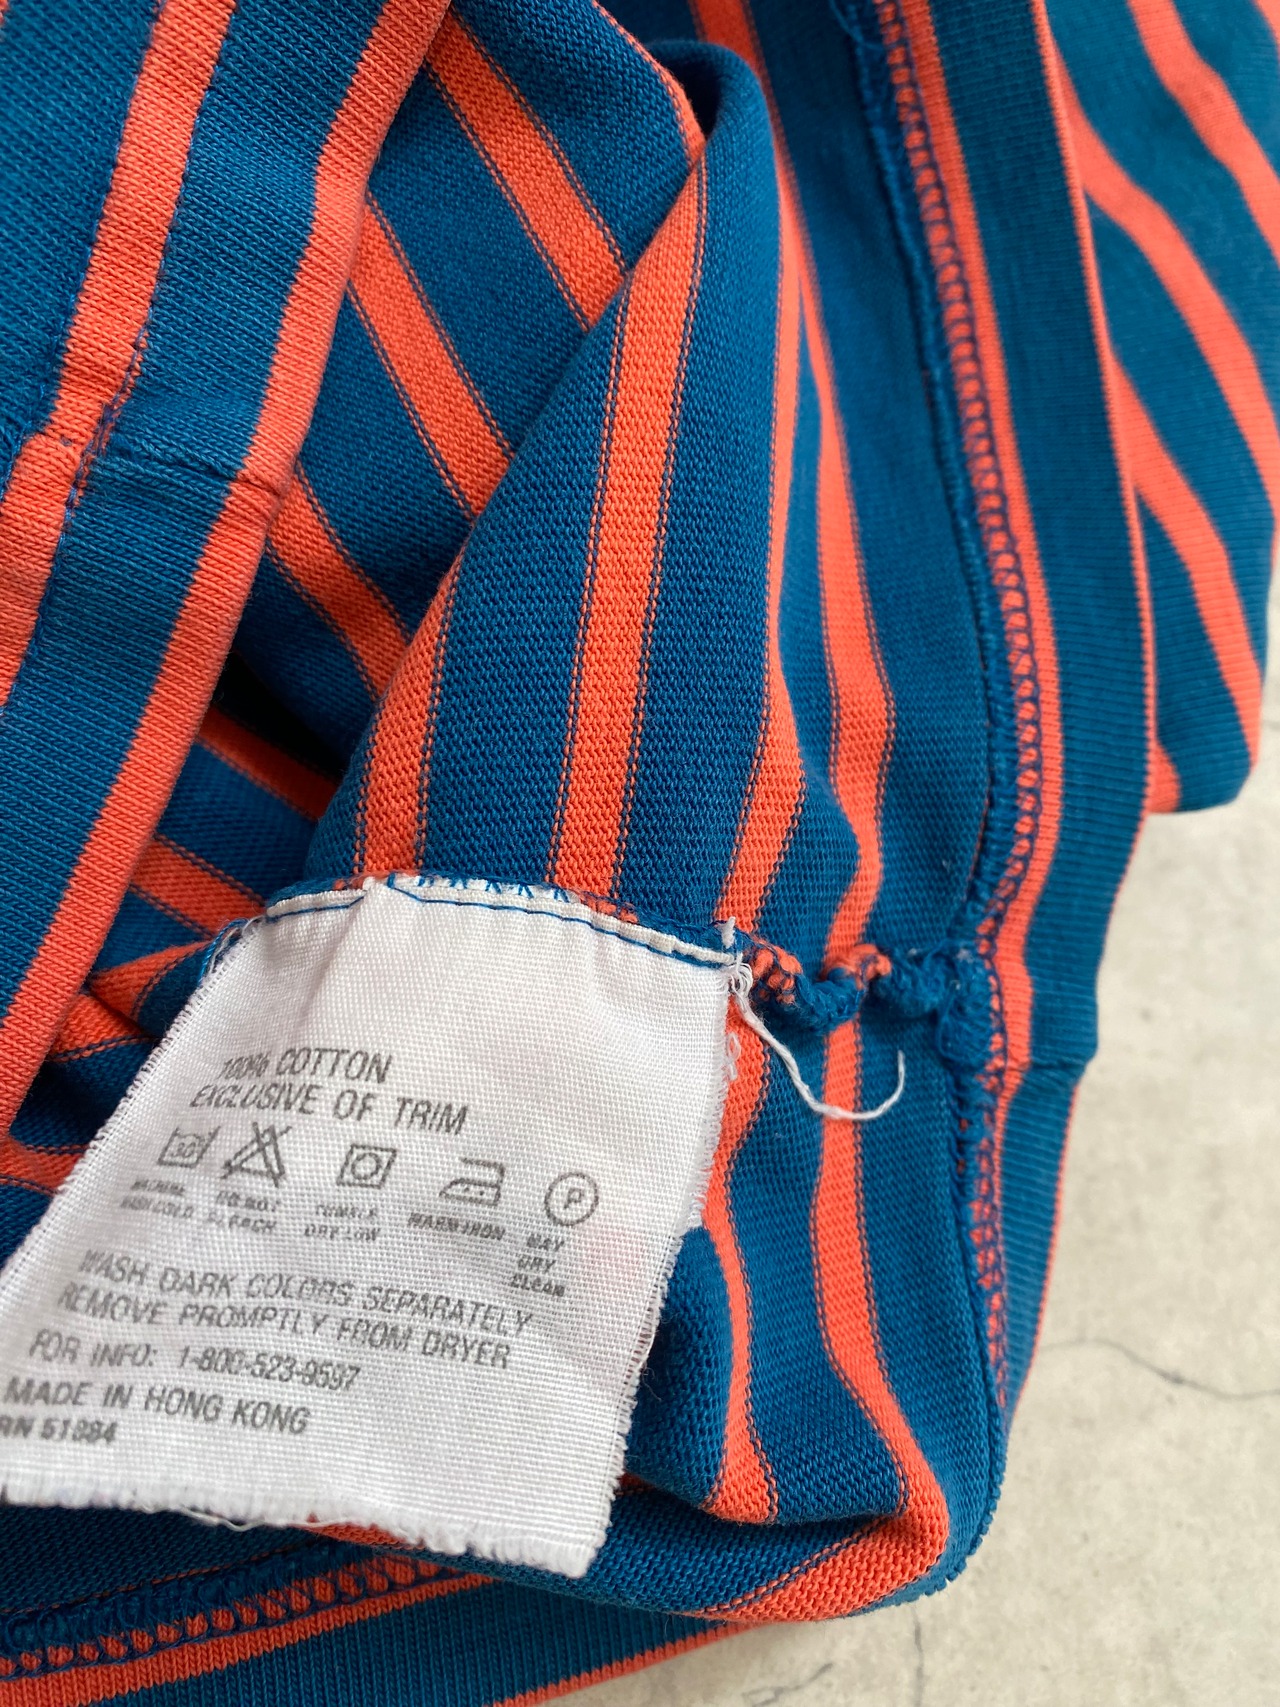 100% COTTON
EXCLUSIVE OF TRIM
30
P
MACHINE WASH COLD
DO NOT BLEACH
TUMBLE DRY LOW
WARM IRON
MAY DRY CLEAN
WASH DARK COLORS SEPARATELY
REMOVE PROMPTLY FROM DRYER
FOR INFO: 1-800-523-9597
MADE IN HONG KONG
RN 51884